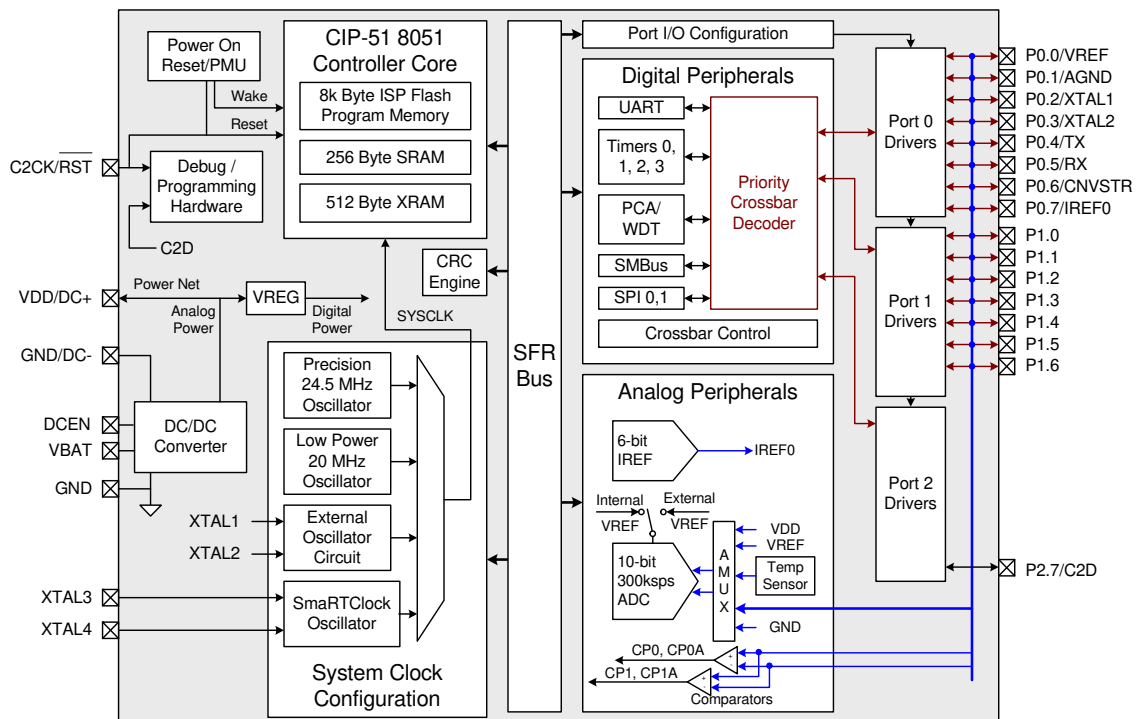 Power On
Reset/PMU
Wake
Reset
C2CK/RST
Debug /
Programming
Hardware
C2D
CIP-51 8051
Controller Core
8k Byte ISP Flash
Program Memory
256 Byte SRAM
512 Byte XRAM
CRC
Engine
VDD/DC+
Power Net
VREG
Analog
Power
Digital
Power
SYSCLK
GND/DC-
DCEN
VBAT
DC/DC
Converter
GND
Precision
24.5 MHz
Oscillator
Low Power
20 MHz
Oscillator
XTAL1
XTAL2
External
Oscillator
Circuit
XTAL3
XTAL4
SmaRTClock
Oscillator
System Clock
Configuration
SFR
Bus
Port I/O Configuration
Digital Peripherals
UART
Timers 0,
1, 2, 3
PCA/
WDT
SMBus
SPI 0,1
Priority
Crossbar
Decoder
Crossbar Control
Analog Peripherals
6-bit
IREF
IREF0
Internal
External
VREF
VREF
10-bit
300ksps
ADC
A
M
U
X
VDD
VREF
Temp
Sensor
GND
CP0, CP0A
+
-
CP1, CP1A
+
-
Comparators
Port 0
Drivers
Port 1
Drivers
Port 2
Drivers
P0.0/VREF
P0.1/AGND
P0.2/XTAL1
P0.3/XTAL2
P0.4/TX
P0.5/RX
P0.6/CNVSTR
P0.7/IREF0
P1.0
P1.1
P1.2
P1.3
P1.4
P1.5
P1.6
P2.7/C2D